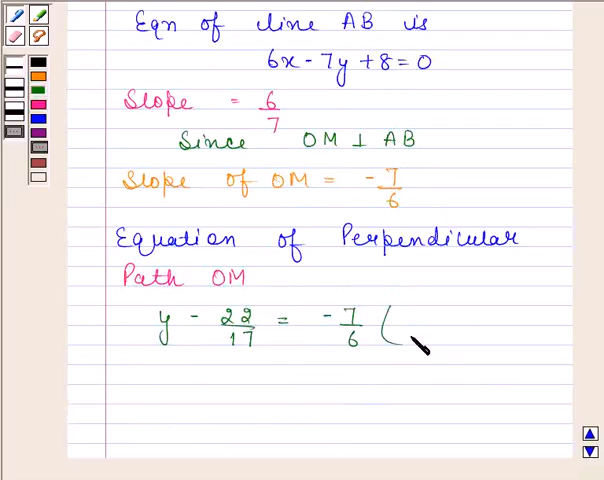 Eqn of line AB is
6x - 7y + 8 = 0
Slope = 6/7
Since OM ⊥ AB
Slope of OM = -7/6
Equation of Perpendicular
Path OM
y - 22/17 = -7/6 (